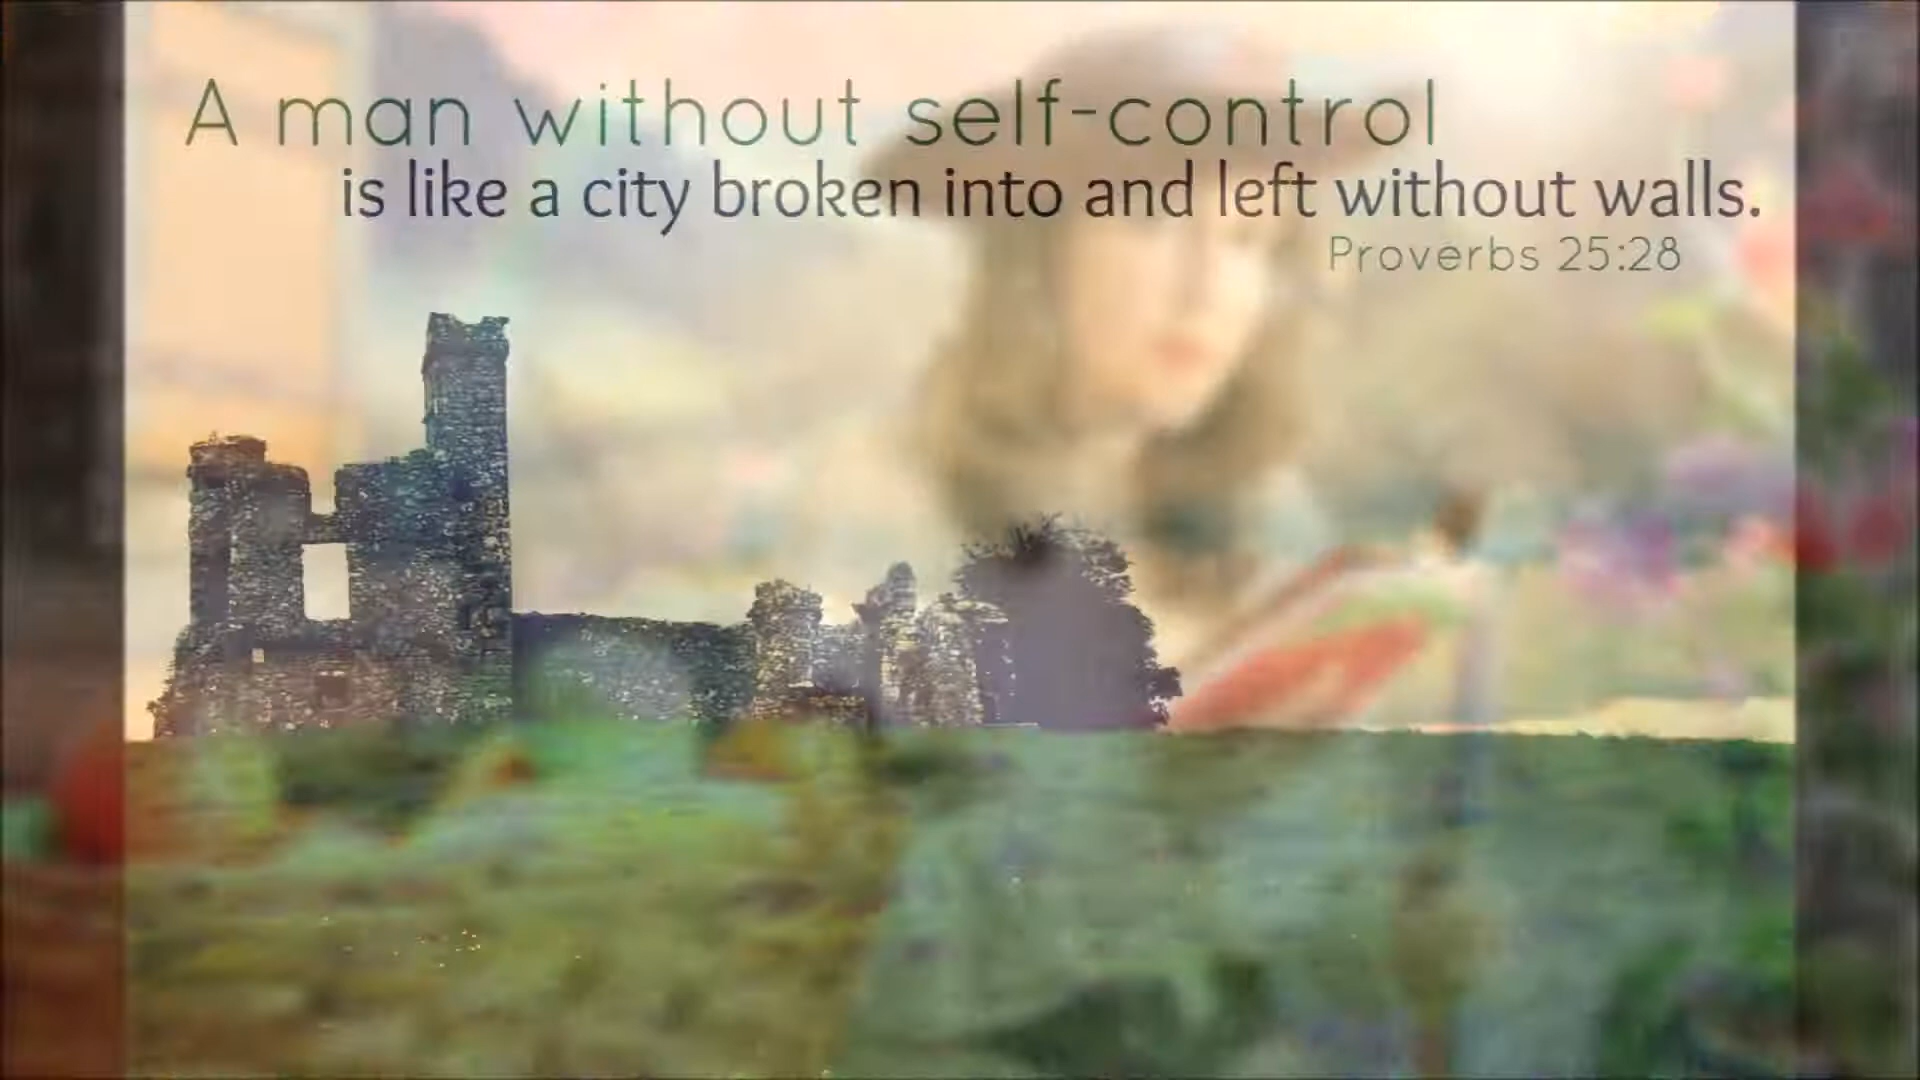 A man without self-control
is like a city broken into and left without walls.
Proverbs 25:28